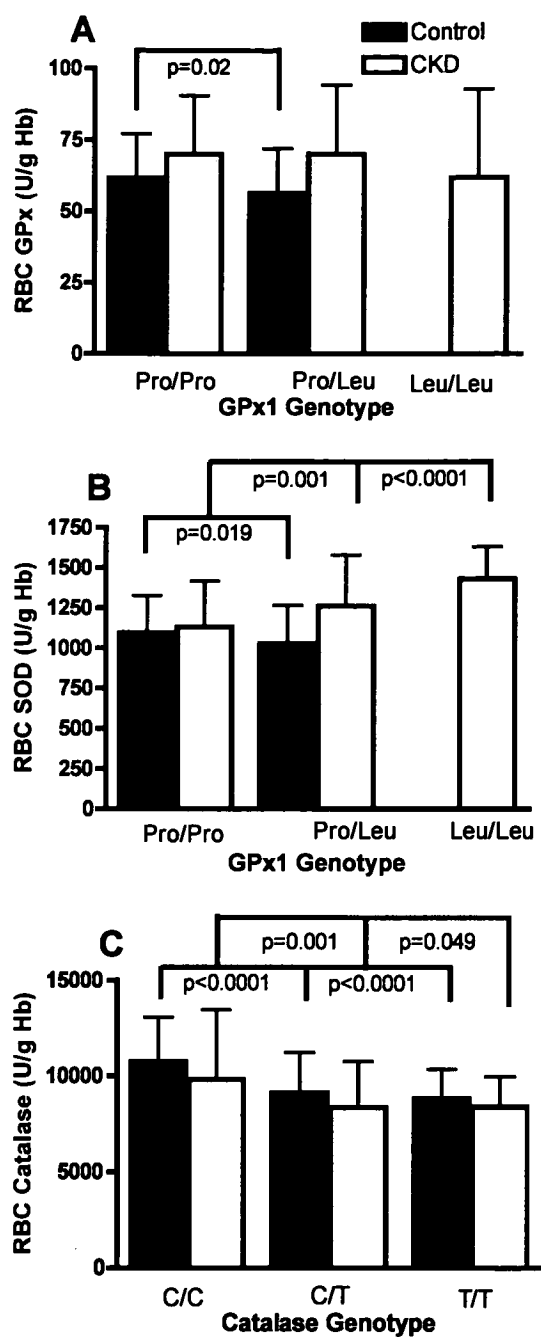 A
Control
CKD
p=0.02
100
75
50
25
0
RBC GPx (U/g Hb)
Pro/Pro Pro/Leu Leu/Leu
GPx1 Genotype
B
p=0.001 p<0.0001
p=0.019
1750
1500
1250
1000
750
500
250
0
RBC SOD (U/g Hb)
Pro/Pro Pro/Leu Leu/Leu
GPx1 Genotype
C
p=0.001 p=0.049
p<0.0001 p<0.0001
15000
10000
5000
0
RBC Catalase (U/g Hb)
C/C C/T T/T
Catalase Genotype